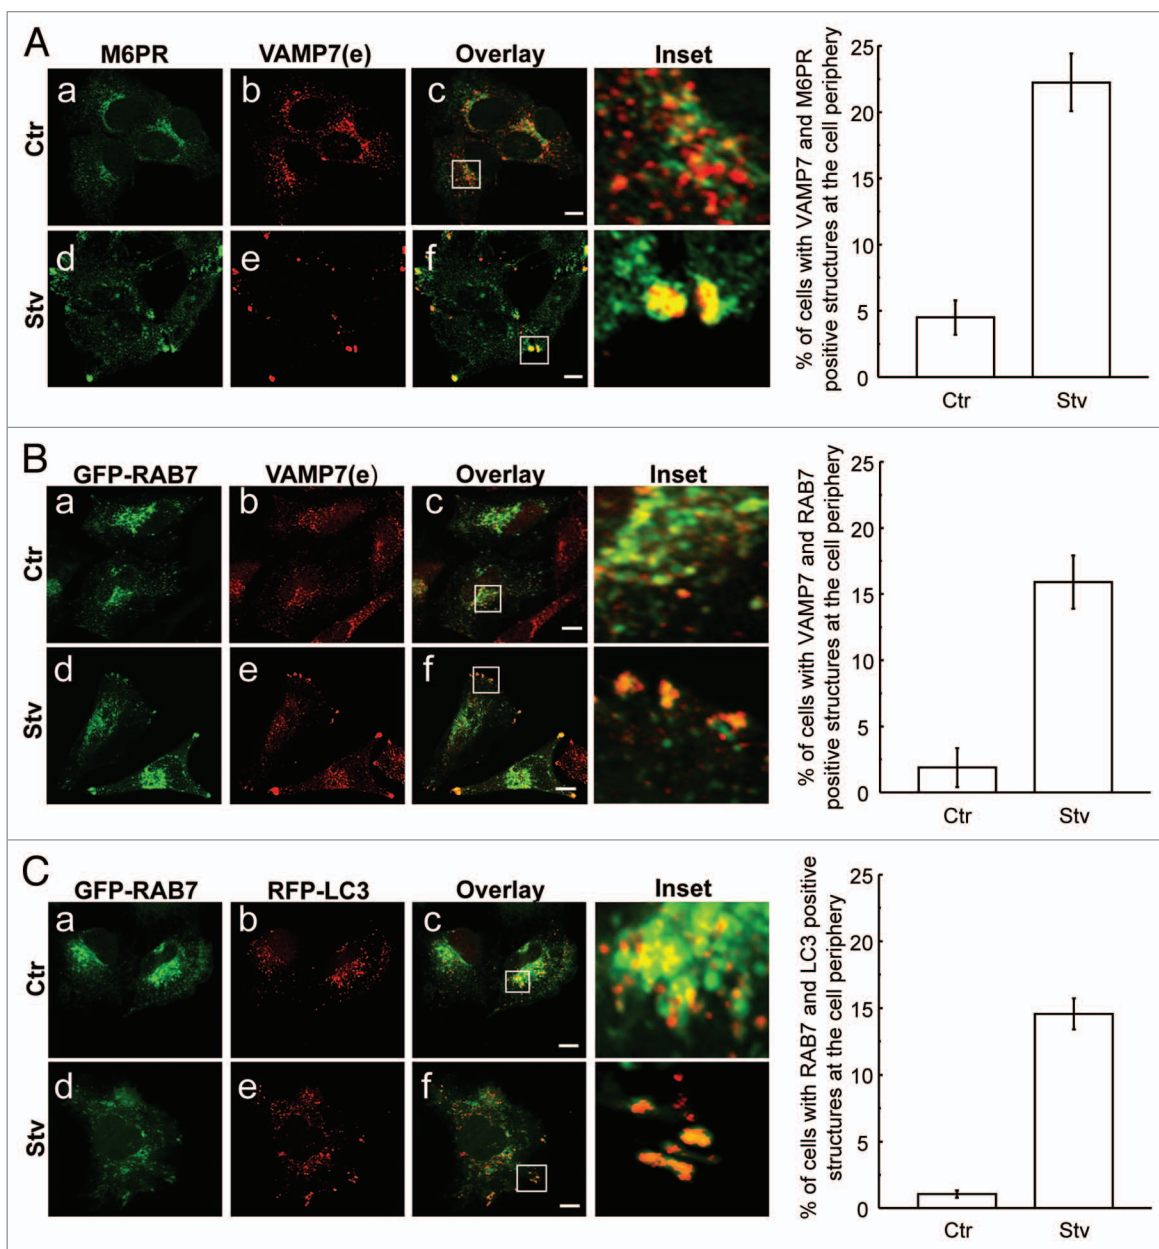 A
M6PR VAMP7(e) Overlay Inset
Ctr
a b c
Stv
d e f
% of cells with VAMP7 and M6PR
positive structures at the cell periphery
25
20
15
10
5
0
Ctr Stv
B
GFP-RAB7 VAMP7(e) Overlay Inset
Ctr
a b c
Stv
d e f
% of cells with VAMP7 and RAB7
positive structures at the cell periphery
25
20
15
10
5
0
Ctr Stv
C
GFP-RAB7 RFP-LC3 Overlay Inset
Ctr
a b c
Stv
d e f
% of cells with RAB7 and LC3 positive
structures at the cell periphery
25
20
15
10
5
0
Ctr Stv